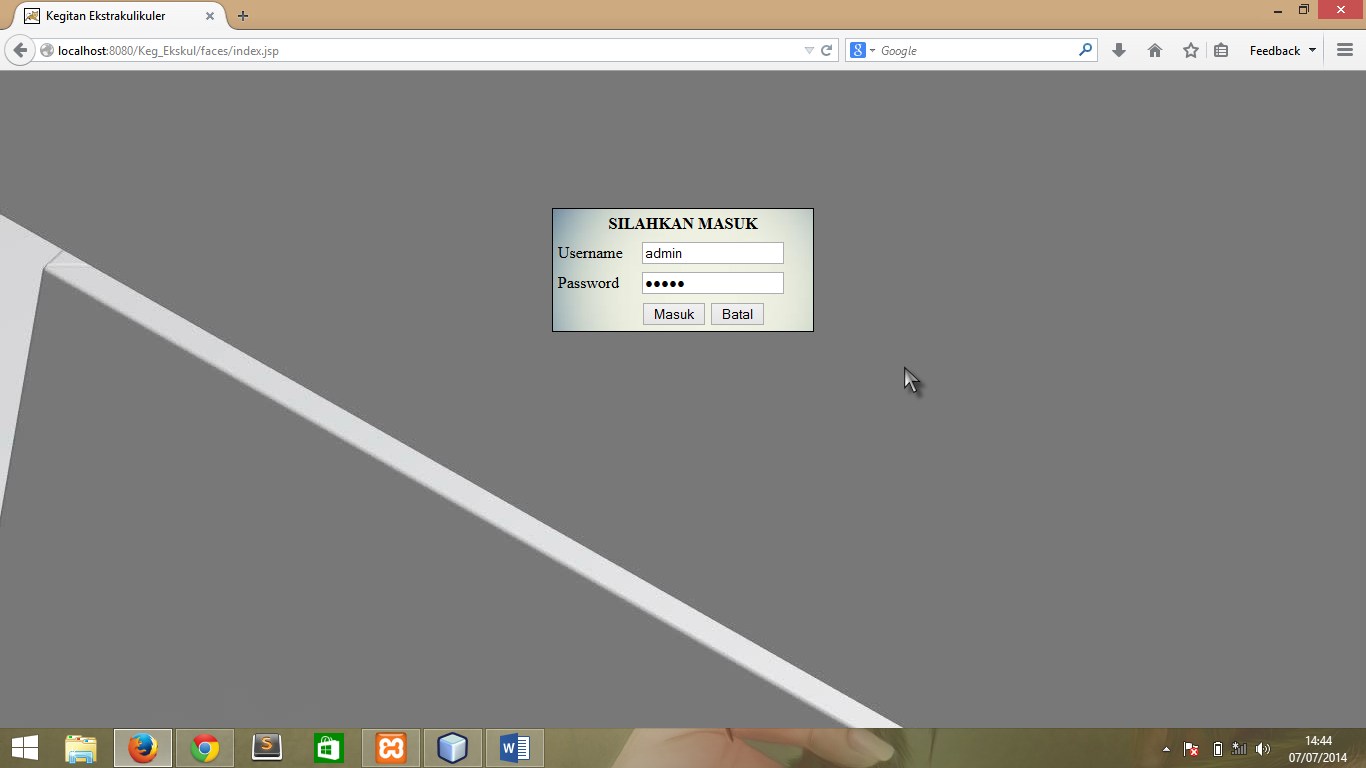 Kegitan Ekstrakulikuler
localhost:8080/Keg_Ekskul/faces/index.jsp
Google
Feedback
SILAHKAN MASUK
Username
admin
Password
●●●●●
Masuk
Batal
14:44
07/07/2014